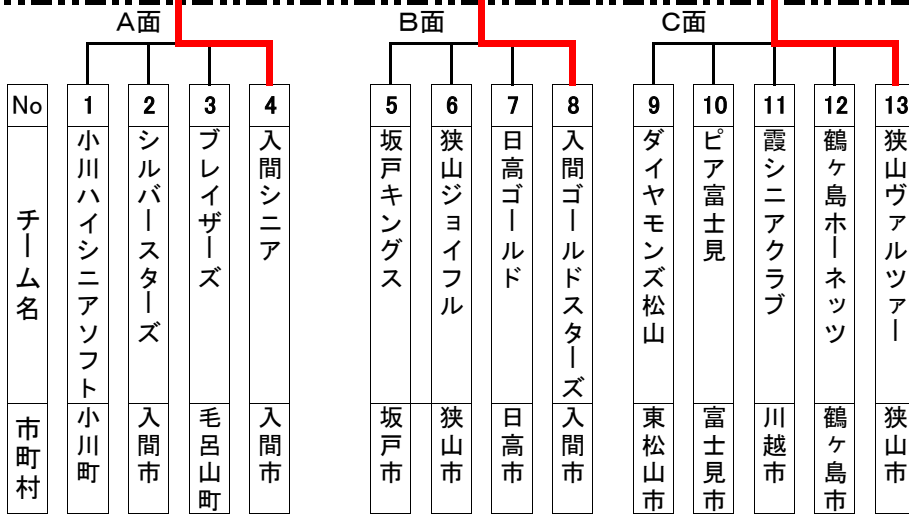 A面
B面
C面
No
1
2
3
4
5
6
7
8
9
10
11
12
13
チーム名
小川ハイシニアソフト
シルバースターズ
ブレイザーズ
入間シニア
坂戸キングス
狭山ジョイフル
日高ゴールド
入間ゴールドスターズ
ダイヤモンズ松山
ピア富士見
霞シニアクラブ
鶴ヶ島ホーネッツ
狭山ヴァルツァー
市町村
小川町
入間市
毛呂山町
入間市
坂戸市
狭山市
日高市
入間市
東松山市
富士見市
川越市
鶴ヶ島市
狭山市